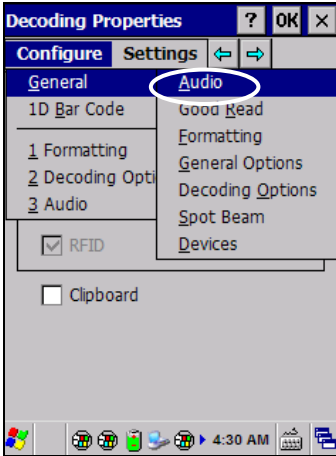 Decoding Properties ? OK ×
Configure Settings
General
1D Bar Code
1 Formatting
2 Decoding Opti
3 Audio
Audio
Good Read
Formatting
General Options
Decoding Options
Spot Beam
Devices
RFID
Clipboard
4:30 AM